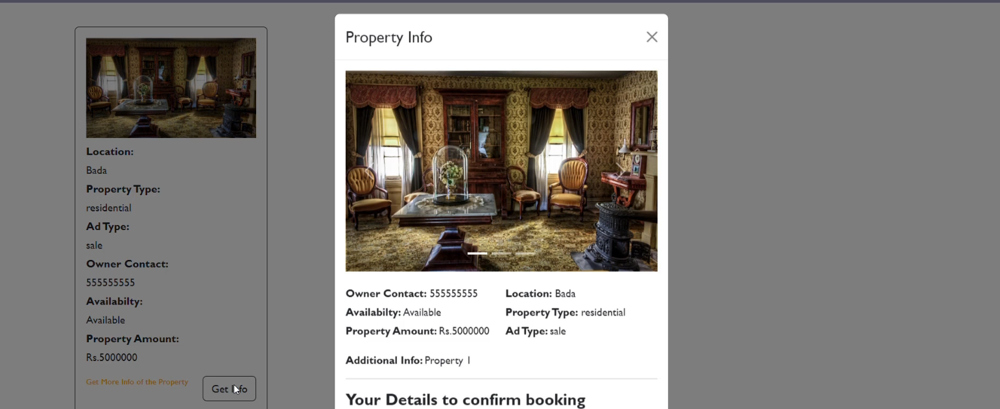 Location:
Bada
Property Type:
residential
Ad Type:
sale
Owner Contact:
555555555
Availabilty:
Available
Property Amount:
Rs.5000000
Get More Info of the Property
Get Info
Property Info
Owner Contact: 555555555
Location: Bada
Availabilty: Available
Property Type: residential
Property Amount: Rs.5000000
Ad Type: sale
Additional Info: Property 1
Your Details to confirm booking